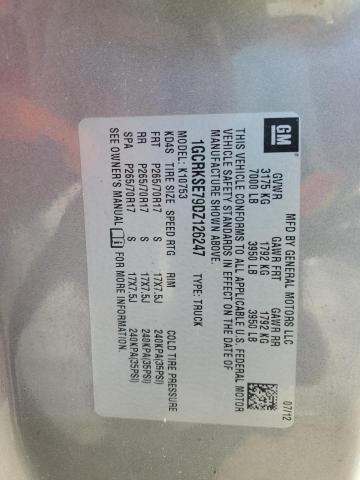 GM
MFD BY GENERAL MOTORS LLC 07/12
GVWR GAWR FRT GAWR RR
3175 KG 1792 KG 1792 KG
7000 LB 3950 LB 3950 LB
THIS VEHICLE CONFORMS TO ALL APPLICABLE U.S. FEDERAL MOTOR
VEHICLE SAFETY STANDARDS IN EFFECT ON THE DATE OF
MANUFACTURE SHOWN ABOVE.
1GCRKSE79DZ126247 TYPE: TRUCK
MODEL: K10753
KD4S TIRE SIZE SPEED RTG RIM COLD TIRE PRESSURE
FRT P265/70R17 S 17X7.5J 240KPA(35PSI)
RR P265/70R17 S 17X7.5J 240KPA(35PSI)
SPA P265/70R17 S 17X7.5J 240KPA(35PSI)
SEE OWNER'S MANUAL FOR MORE INFORMATION.